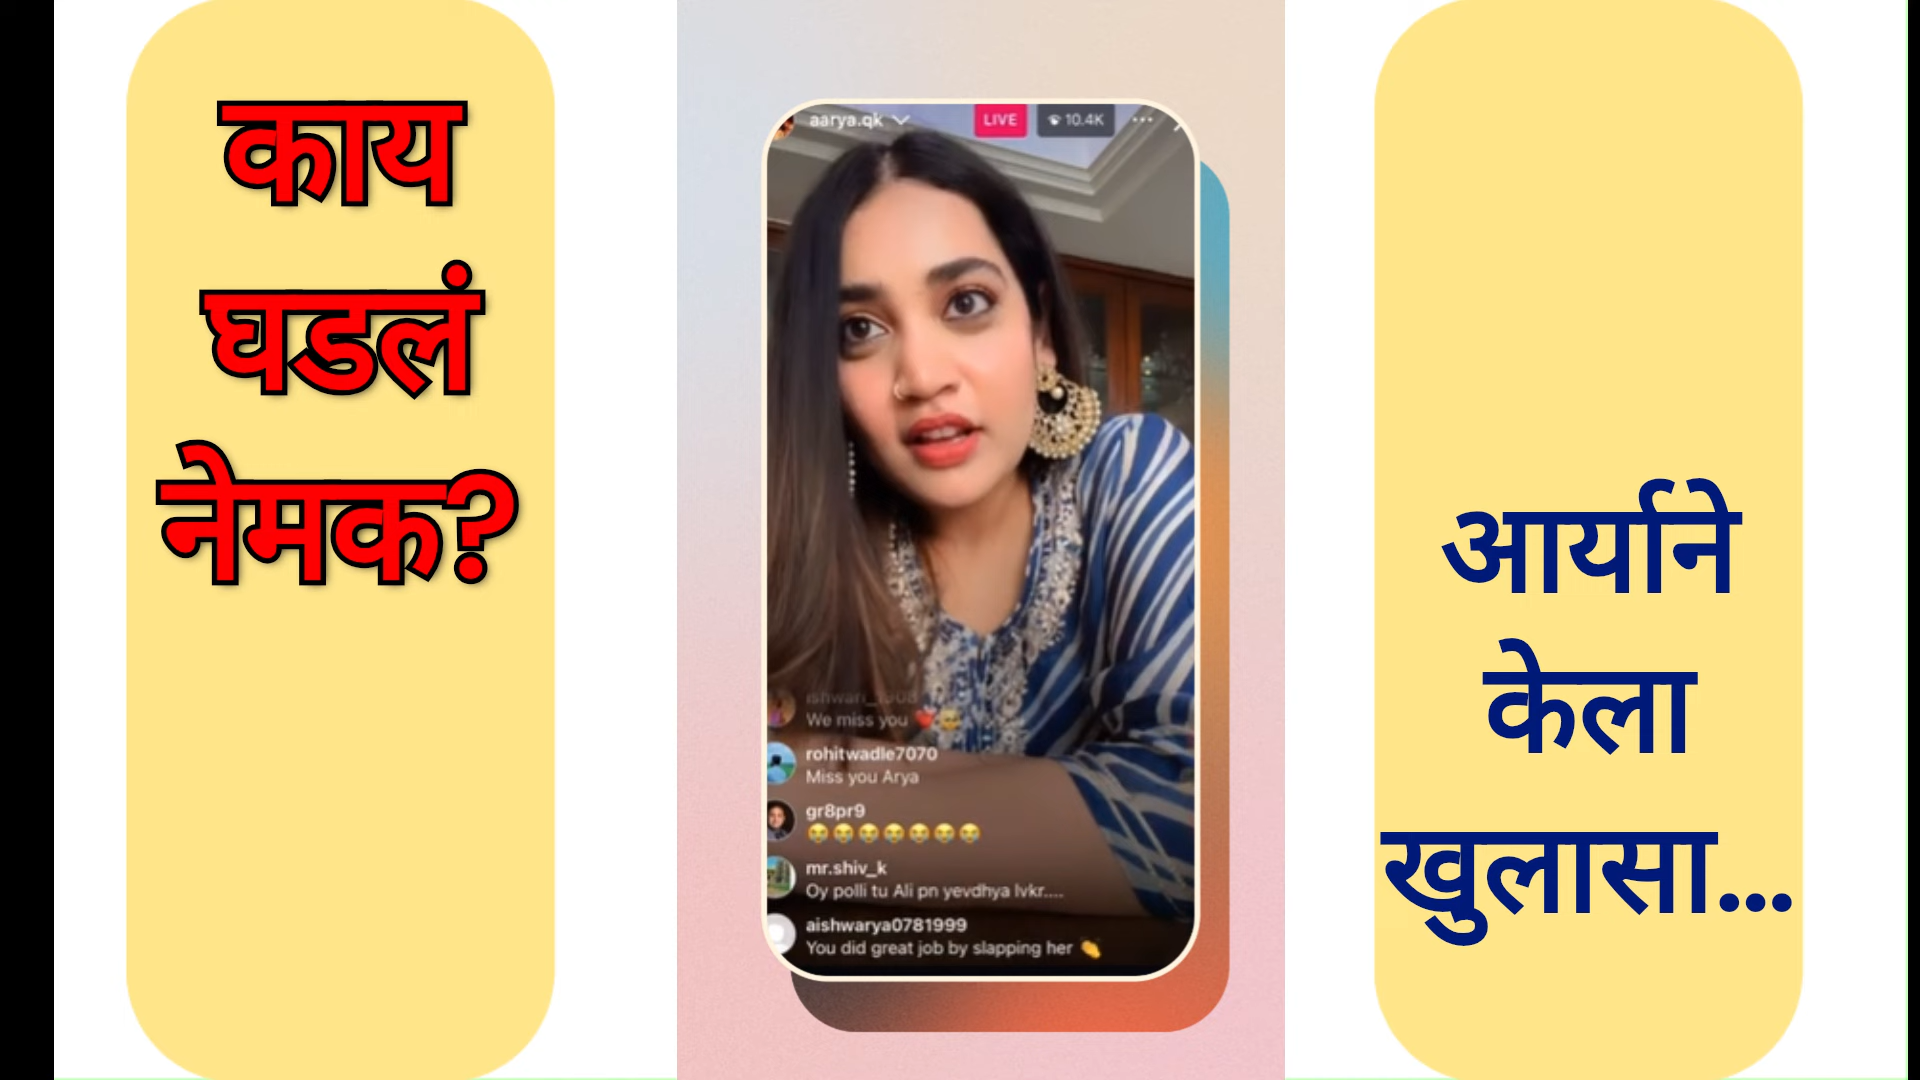 काय
घडलं
नेमक?
aarya.qk
LIVE
10.4K
ishwari_1908
We miss you ❤️🥹
rohitwadle7070
Miss you Arya
gr8pr9
😭😭😭😭😭😭😭
mr.shiv_k
Oy polli tu Ali pn yevdhya lvkr....
aishwarya0781999
You did great job by slapping her 👏
आर्याने
केला
खुलासा...